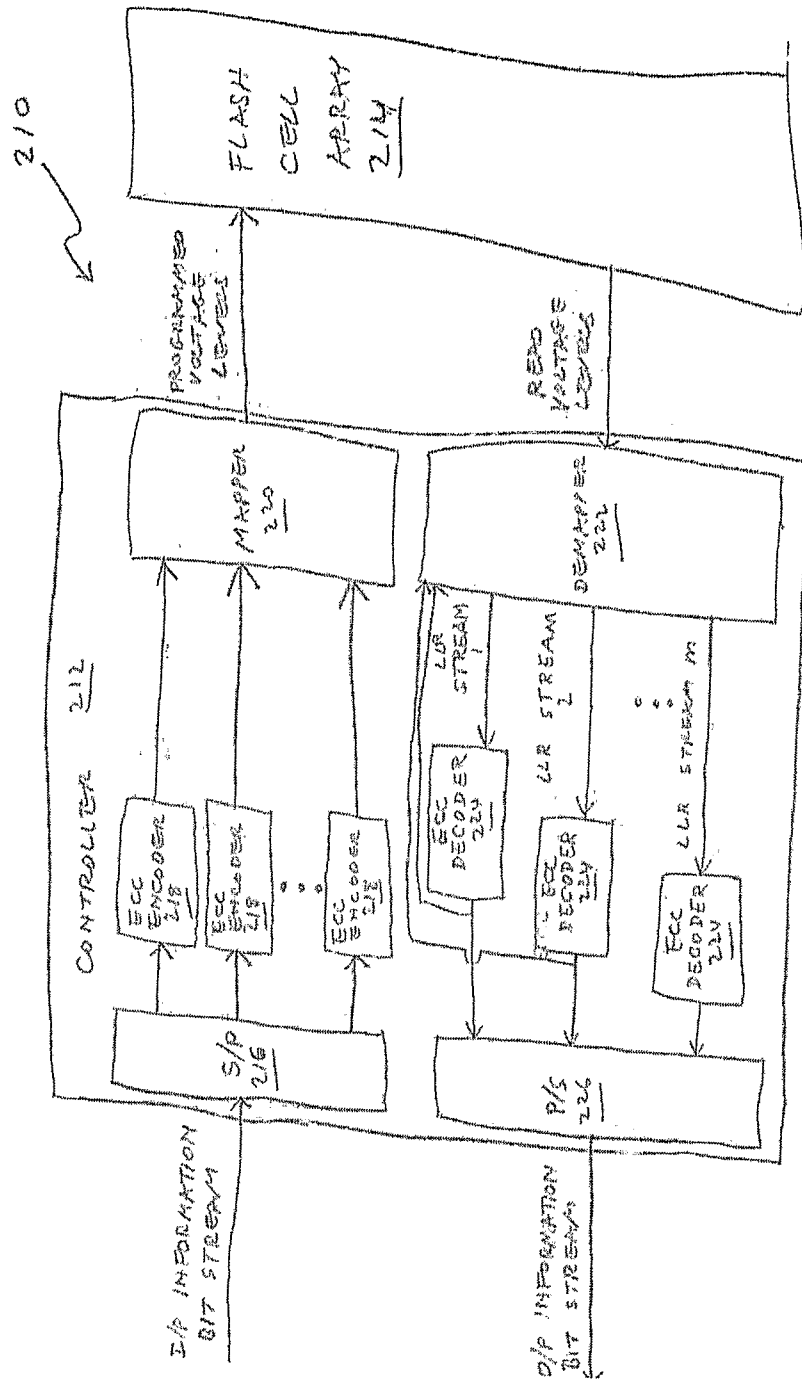 210
CONTROLLER 212
I/P INFORMATION
BIT STREAM
S/P
216
ECC
ENCODER
218
ECC
ENCODER
218
ECC
ENCODER
218
MAPPER
220
PROGRAMMED
VOLTAGE
LEVELS
FLASH
CELL
ARRAY
214
READ
VOLTAGE
LEVELS
DEMAPPER
222
LLR
STREAM
1
LLR STREAM
2
LLR STREAM m
ECC
DECODER
224
ECC
DECODER
224
ECC
DECODER
224
P/S
226
O/P INFORMATION
BIT STREAM